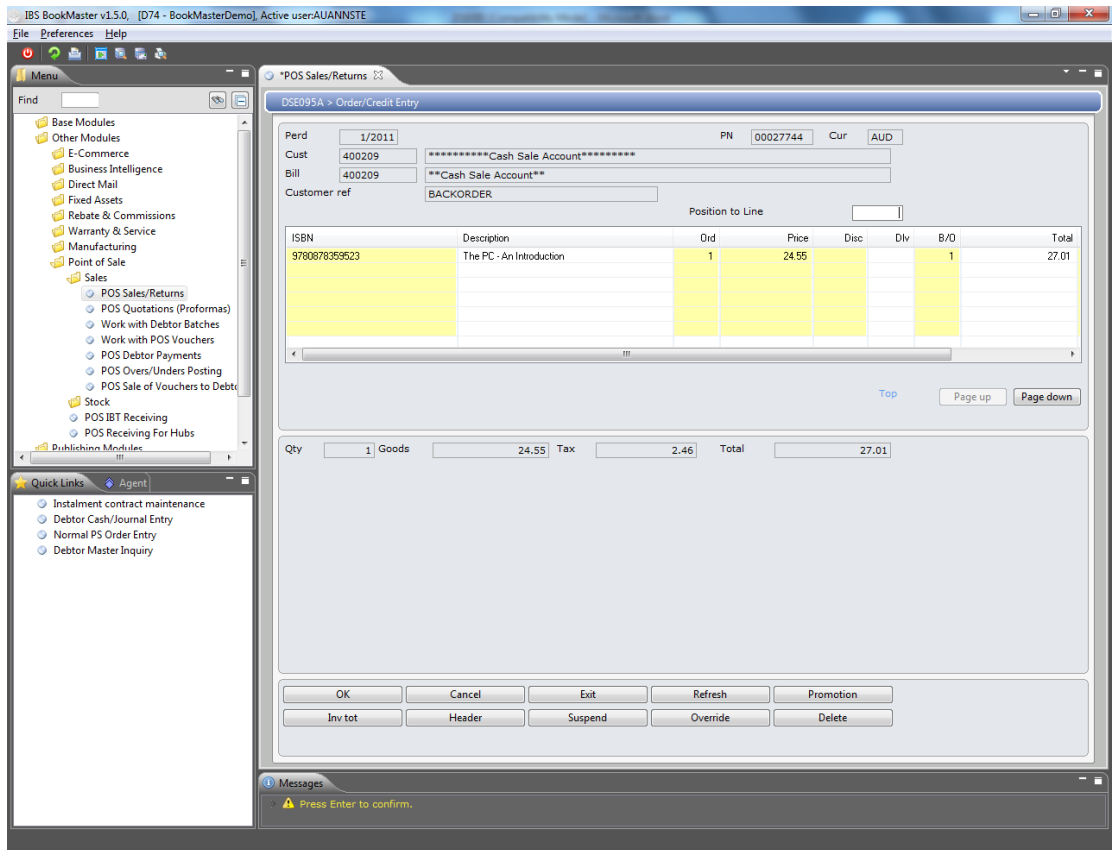 IBS BookMaster v1.5.0, [D74 - BookMasterDemo], Active user:AUANNSTE
File Preferences Help
Menu
Find
Base Modules
Other Modules
E-Commerce
Business Intelligence
Direct Mail
Fixed Assets
Rebate & Commissions
Warranty & Service
Manufacturing
Point of Sale
Sales
POS Sales/Returns
POS Quotations (Proformas)
Work with Debtor Batches
Work with POS Vouchers
POS Debtor Payments
POS Overs/Unders Posting
POS Sale of Vouchers to Debto
Stock
POS IBT Receiving
POS Receiving For Hubs
Publishing Modules
Quick Links Agent
Instalment contract maintenance
Debtor Cash/Journal Entry
Normal PS Order Entry
Debtor Master Inquiry
*POS Sales/Returns
DSE095A > Order/Credit Entry
Perd 1/2011 PN 00027744 Cur AUD
Cust 400209 **********Cash Sale Account*********
Bill 400209 **Cash Sale Account**
Customer ref BACKORDER
Position to Line
ISBN Description Ord Price Disc Dlv B/O Total
9780878359523 The PC - An Introduction 1 24.55 1 27.01
Top Page up Page down
Qty 1 Goods 24.55 Tax 2.46 Total 27.01
OK Cancel Exit Refresh Promotion
Inv tot Header Suspend Override Delete
Messages
Press Enter to confirm.